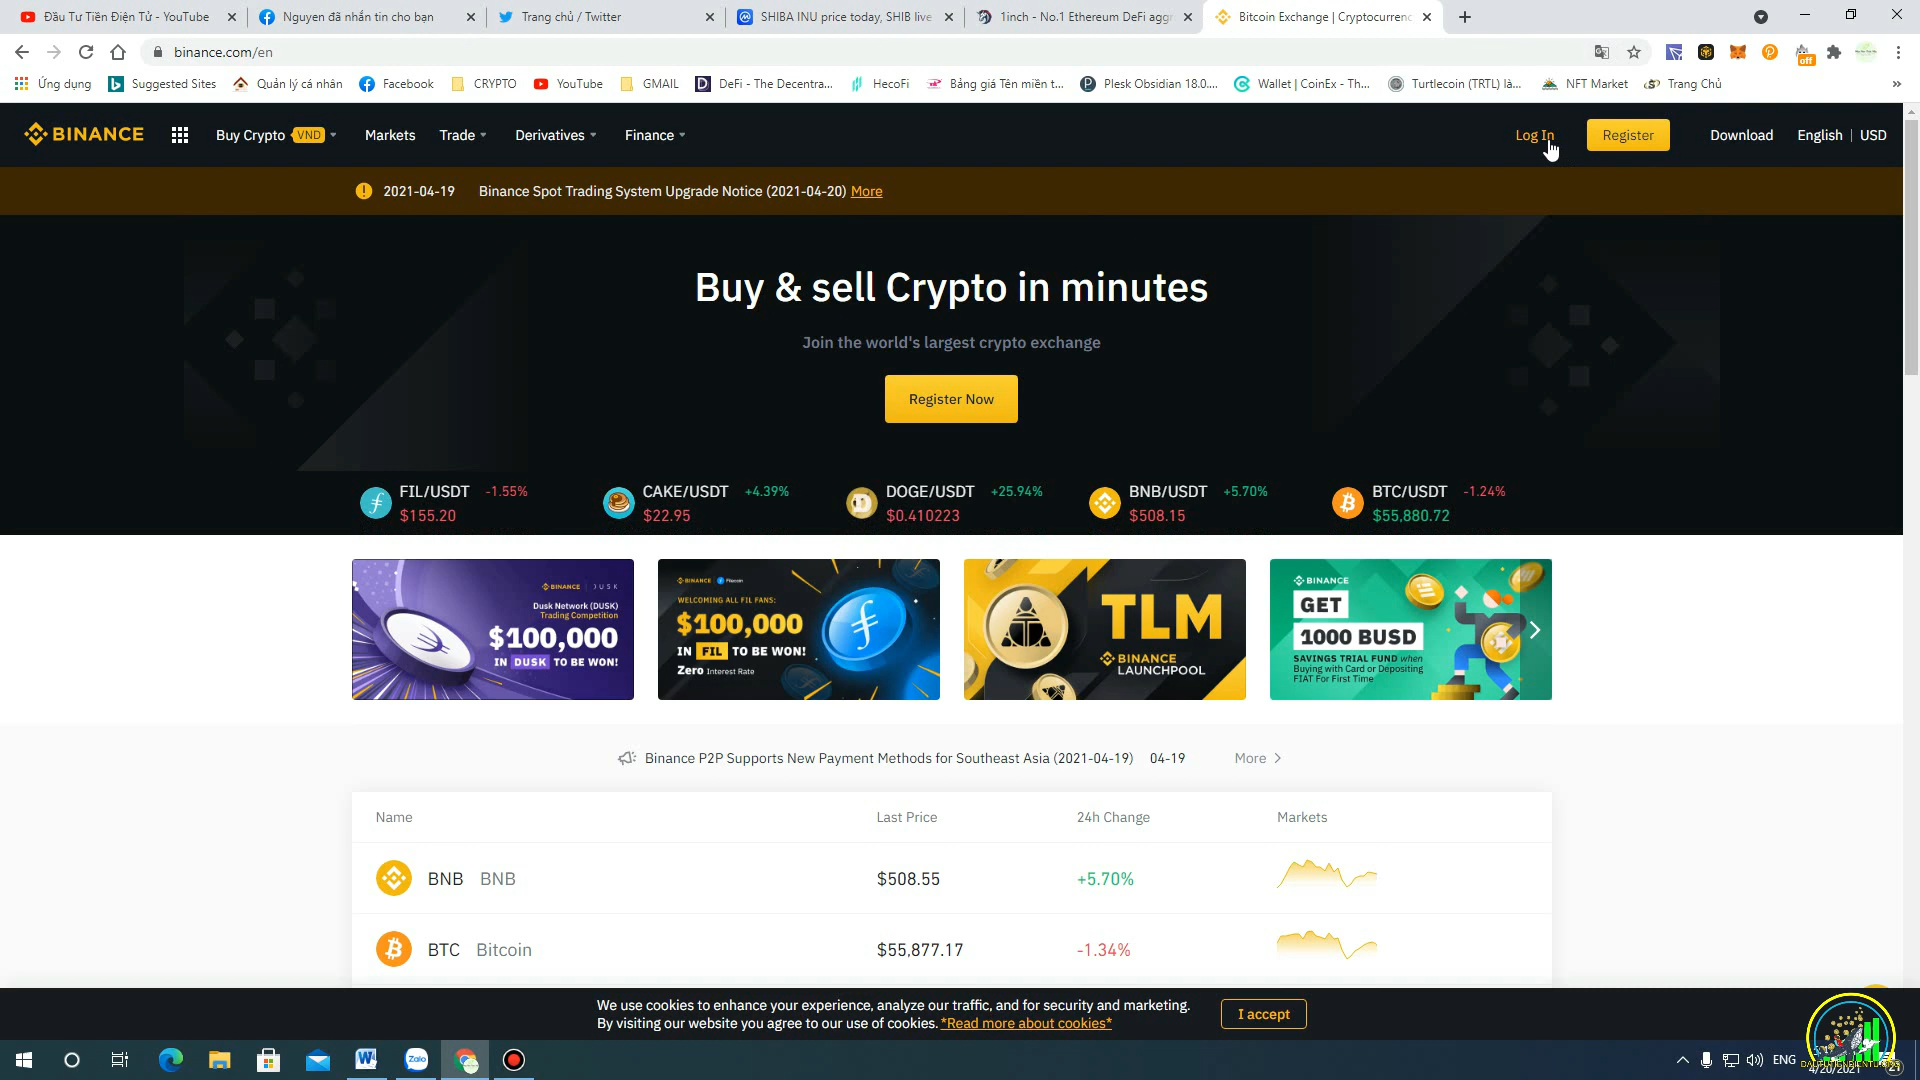 Đầu Tư Tiền Điện Tử - YouTube
Nguyen đã nhắn tin cho bạn
Trang chủ / Twitter
SHIBA INU price today, SHIB live
1inch - No.1 Ethereum DeFi aggr
Bitcoin Exchange | Cryptocurrenc
binance.com/en
off
Ứng dụng
Suggested Sites
Quản lý cá nhân
Facebook
CRYPTO
YouTube
GMAIL
DeFi - The Decentra...
HecoFi
Bảng giá Tên miền t...
Plesk Obsidian 18.0....
Wallet | CoinEx - Th...
Turtlecoin (TRTL) là...
NFT Market
Trang Chủ
BINANCE
Buy Crypto VND
Markets
Trade
Derivatives
Finance
Log In
Register
Download
English | USD
2021-04-19 Binance Spot Trading System Upgrade Notice (2021-04-20) More
Buy & sell Crypto in minutes
Join the world's largest crypto exchange
Register Now
FIL/USDT -1.55%
$155.20
CAKE/USDT +4.39%
$22.95
DOGE/USDT +25.94%
$0.410223
BNB/USDT +5.70%
$508.15
BTC/USDT -1.24%
$55,880.72
BINANCE | DUSK
Dusk Network (DUSK)
Trading Competition
$100,000
IN DUSK TO BE WON!
BINANCE Filecoin
WELCOMING ALL FIL FANS:
$100,000
IN FIL TO BE WON!
Zero Interest Rate
TLM
BINANCE
LAUNCHPOOL
BINANCE
GET
1000 BUSD
SAVINGS TRIAL FUND when
Buying with Card or Depositing
FIAT For First Time
Binance P2P Supports New Payment Methods for Southeast Asia (2021-04-19) 04-19 More
Name Last Price 24h Change Markets
BNB BNB $508.55 +5.70%
BTC Bitcoin $55,877.17 -1.34%
We use cookies to enhance your experience, analyze our traffic, and for security and marketing.
By visiting our website you agree to our use of cookies. *Read more about cookies*
I accept
Zalo
ENG
4/20/2021
21